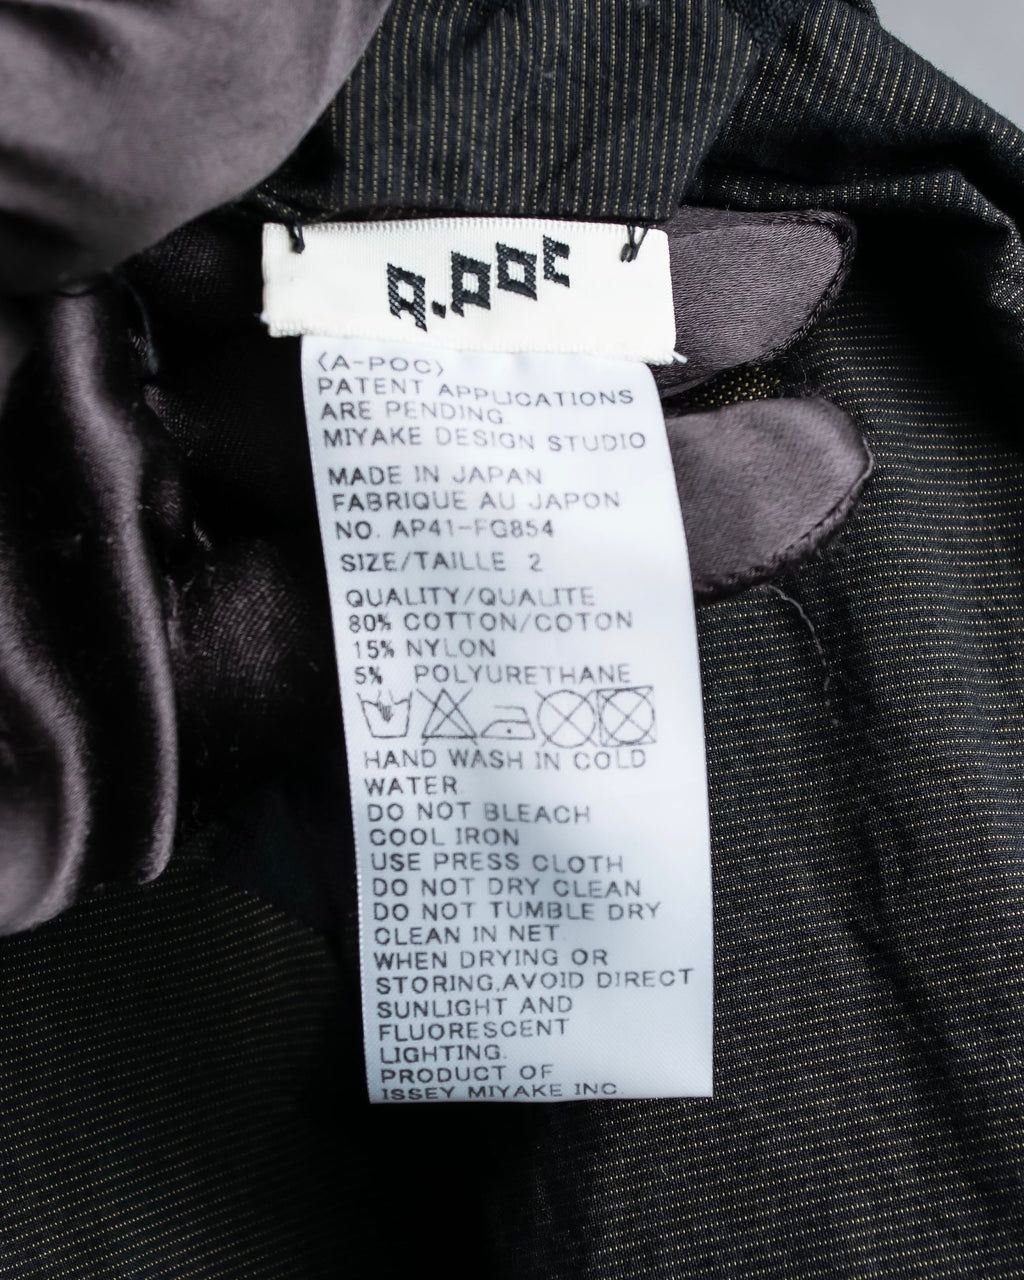 A.POC
(A-POC)
PATENT APPLICATIONS
ARE PENDING.
MIYAKE DESIGN STUDIO
MADE IN JAPAN
FABRIQUE AU JAPON
NO. AP41-FG854
SIZE/TAILLE 2
QUALITY/QUALITE
80% COTTON/COTON
15% NYLON
5% POLYURETHANE
HAND WASH IN COLD
WATER.
DO NOT BLEACH
COOL IRON
USE PRESS CLOTH
DO NOT DRY CLEAN
DO NOT TUMBLE DRY
CLEAN IN NET.
WHEN DRYING OR
STORING,AVOID DIRECT
SUNLIGHT AND
FLUORESCENT
LIGHTING.
PRODUCT OF
ISSEY MIYAKE INC.